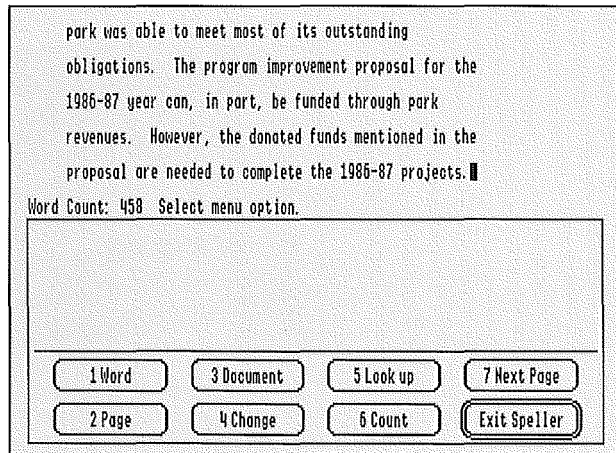 park was able to meet most of its outstanding
obligations. The program improvement proposal for the
1986-87 year can, in part, be funded through park
revenues. However, the donated funds mentioned in the
proposal are needed to complete the 1986-87 projects.
Word Count: 458 Select menu option.
1 Word 3 Document 5 Look up 7 Next Page
2 Page 4 Change 6 Count Exit Speller